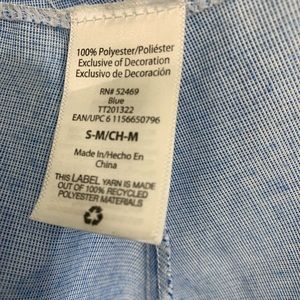 100% Polyester/Poliéster
Exclusive of Decoration
Exclusivo de Decoración
RN# 52469
Blue
TT201322
EAN/UPC 6 1156650796
S-M/CH-M
Made In/Hecho En
China
THIS LABEL YARN IS MADE
OUT OF 100% RECYCLED
POLYESTER MATERIALS